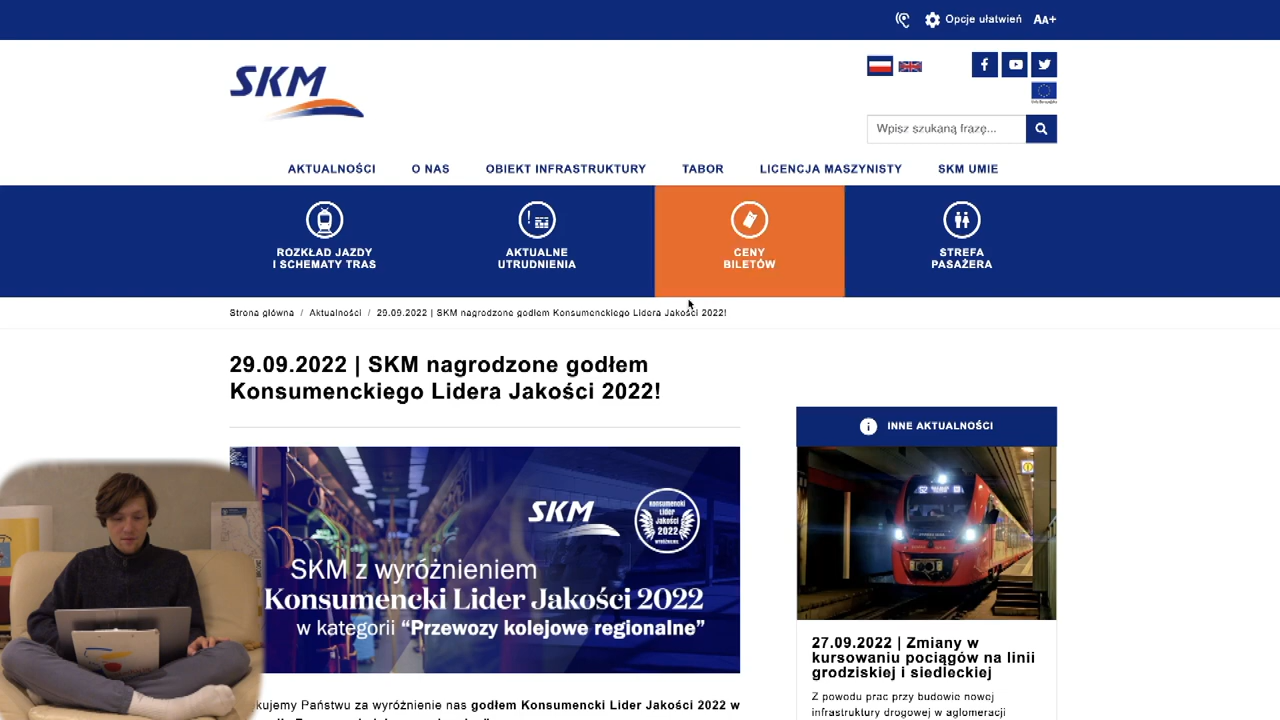 Opcje ułatwień AA+
SKM
Wpisz szukaną frazę...
AKTUALNOŚCI O NAS OBIEKT INFRASTRUKTURY TABOR LICENCJA MASZYNISTY SKM UMIE
ROZKŁAD JAZDY
I SCHEMATY TRAS
AKTUALNE
UTRUDNIENIA
CENY
BILETÓW
STREFA
PASAŻERA
Strona główna / Aktualności / 29.09.2022 | SKM nagrodzone godłem Konsumenckiego Lidera Jakości 2022!
29.09.2022 | SKM nagrodzone godłem
Konsumenckiego Lidera Jakości 2022!
SKM
Konsumencki
Lider
Jakości
2022
SKM z wyróżnieniem
Konsumencki Lider Jakości 2022
w kategorii “Przewozy kolejowe regionalne”
Państwu za wyróżnienie nas godłem Konsumencki Lider Jakości 2022 w
INNE AKTUALNOŚCI
S2
27.09.2022 | Zmiany w
kursowaniu pociągów na linii
grodziskiej i siedleckiej
Z powodu prac przy budowie nowej
infrastruktury drogowej w aglomeracji